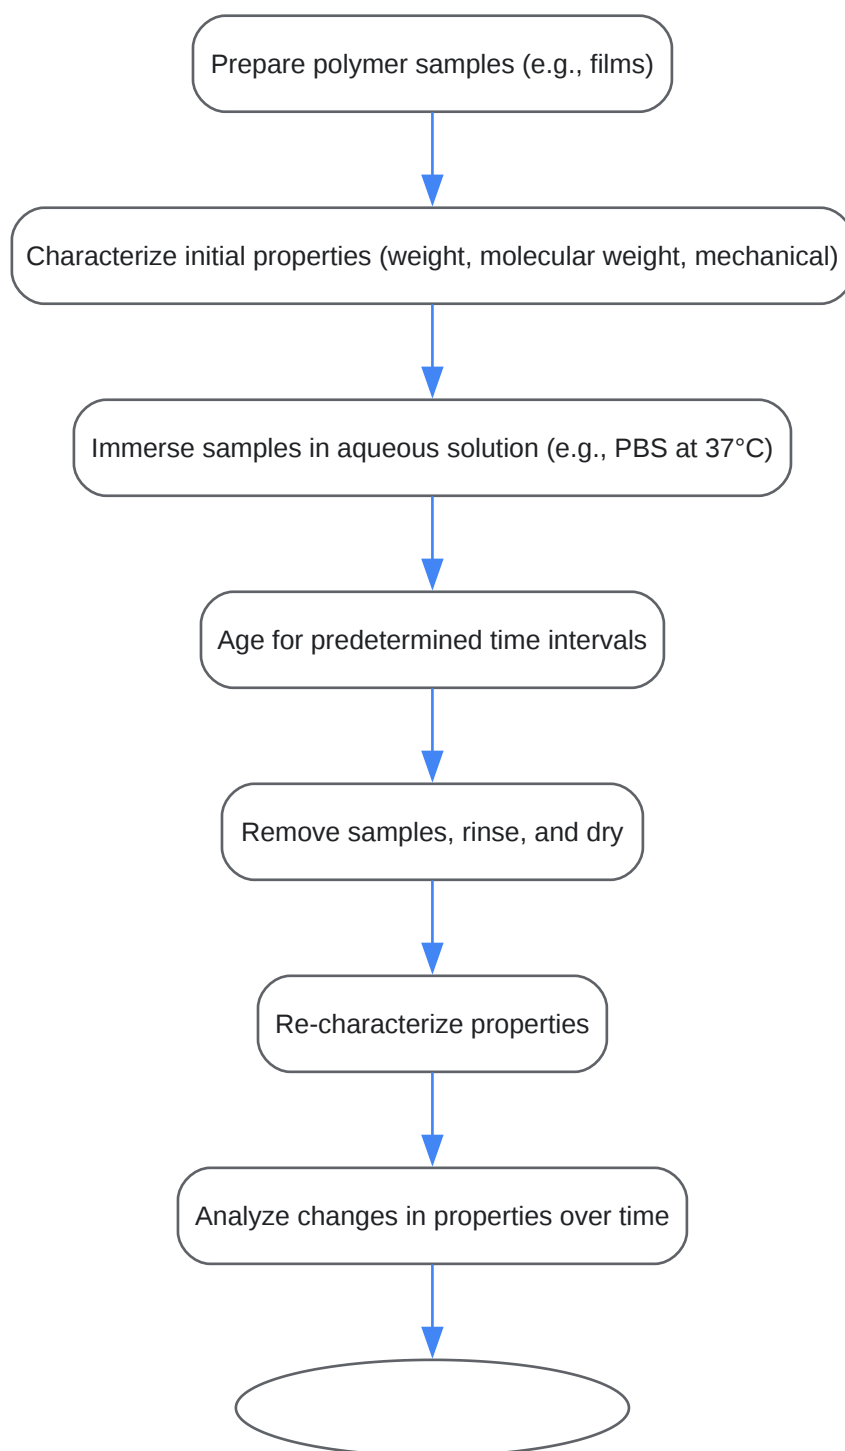 Prepare polymer samples (e.g., films)
Characterize initial properties (weight, molecular weight, mechanical)
Immerse samples in aqueous solution (e.g., PBS at 37°C)
Age for predetermined time intervals
Remove samples, rinse, and dry
Re-characterize properties
Analyze changes in properties over time